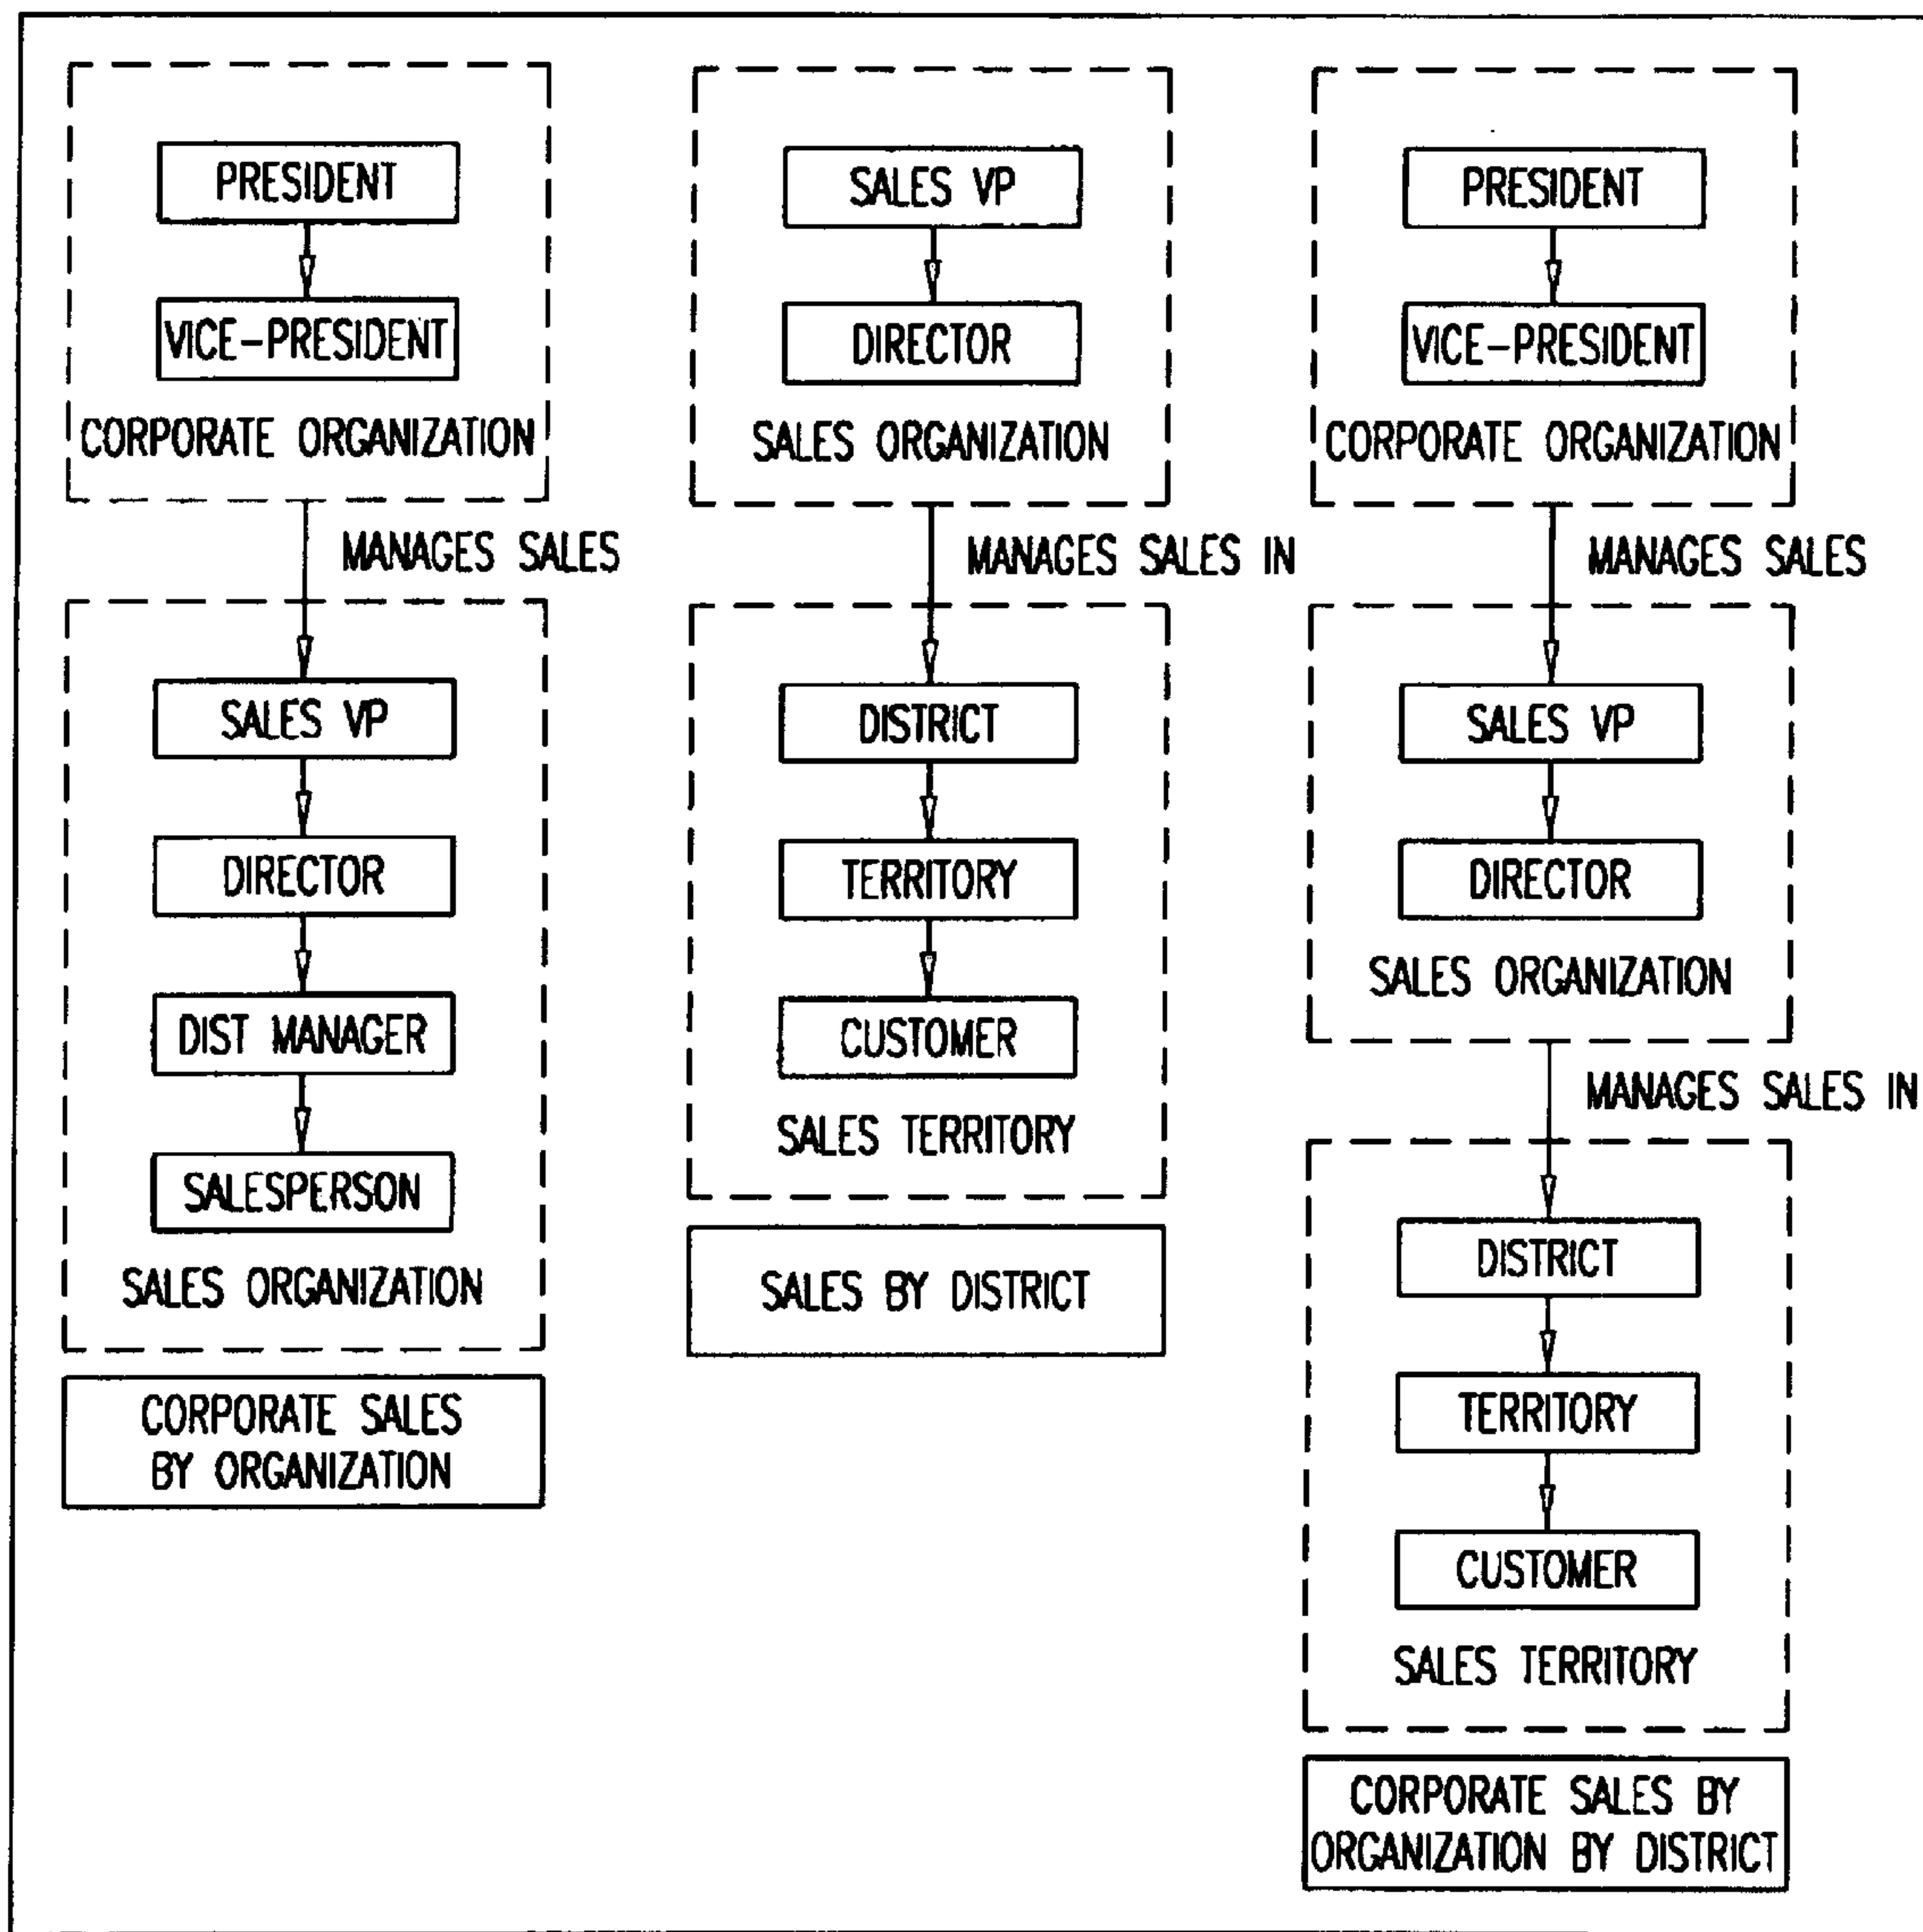 PRESIDENT
VICE-PRESIDENT
CORPORATE ORGANIZATION
MANAGES SALES
SALES VP
DIRECTOR
DIST MANAGER
SALESPERSON
SALES ORGANIZATION
CORPORATE SALES
BY ORGANIZATION
SALES VP
DIRECTOR
SALES ORGANIZATION
MANAGES SALES IN
DISTRICT
TERRITORY
CUSTOMER
SALES TERRITORY
SALES BY DISTRICT
PRESIDENT
VICE-PRESIDENT
CORPORATE ORGANIZATION
MANAGES SALES
SALES VP
DIRECTOR
SALES ORGANIZATION
MANAGES SALES IN
DISTRICT
TERRITORY
CUSTOMER
SALES TERRITORY
CORPORATE SALES BY
ORGANIZATION BY DISTRICT